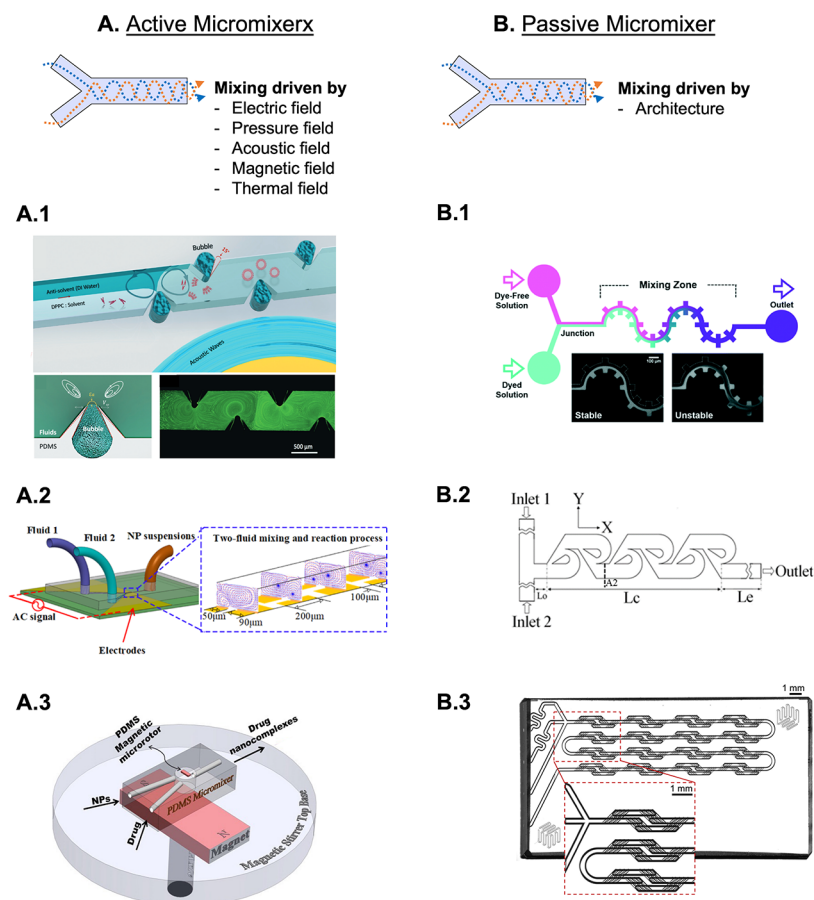 A. Active Micromixerx
Mixing driven by
- Electric field
- Pressure field
- Acoustic field
- Magnetic field
- Thermal field
B. Passive Micromixer
Mixing driven by
- Architecture
A.1
Bubble
Anti-solvent (DI Water)
DPPC : Solvent
Acoustic Waves
Fluids
PDMS
Bubble
500 µm
B.1
Dye-Free
Solution
Mixing Zone
Outlet
Junction
Dyed
Solution
100 µm
Stable
Unstable
A.2
Fluid 1
Fluid 2
NP suspensions
Two-fluid mixing and reaction process
AC signal
Electrodes
50µm
90µm
200µm
100µm
B.2
Inlet 1
Y
X
Outlet
A2
Lo
Lc
Le
Inlet 2
A.3
PDMS
Magnetic
microrotor
Drug
nanocomplexes
NPs
Drug
PDMS Micromixer
N
Magnet
Magnetic Stirrer Top Base
B.3
1 mm
1 mm